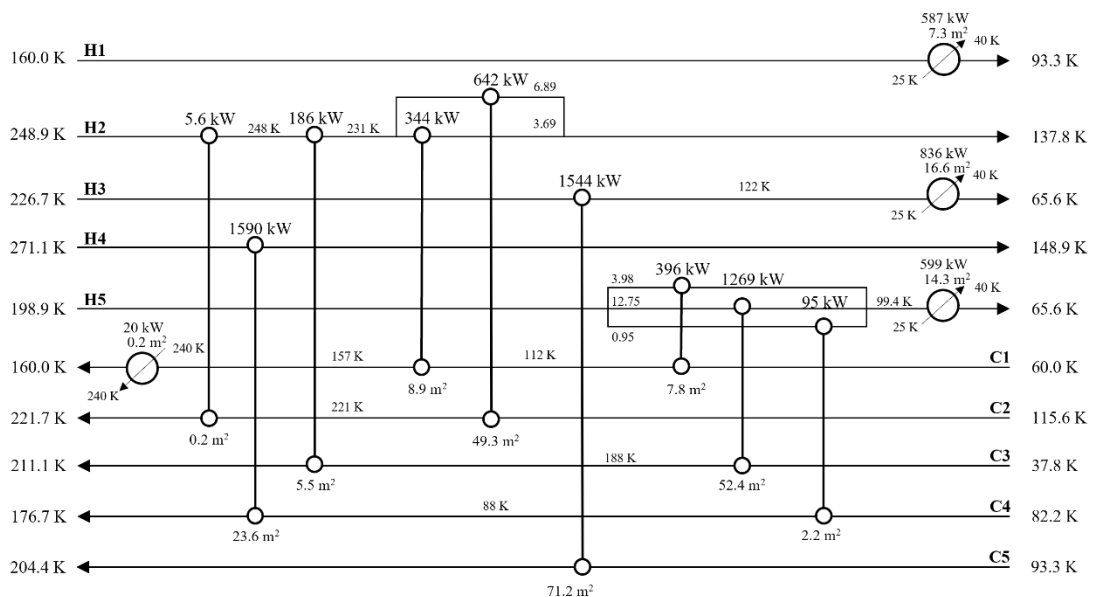 587 kW
7.3 m²
40 K
160.0 K H1 93.3 K
25 K
642 kW
6.89
5.6 kW 186 kW 344 kW
248 K 231 K 3.69
248.9 K H2 137.8 K
836 kW
16.6 m²
40 K
1544 kW
122 K
226.7 K H3 65.6 K
25 K
1590 kW
271.1 K H4 148.9 K
599 kW
14.3 m²
40 K
396 kW
3.98 1269 kW
12.75 95 kW 99.4 K
198.9 K H5 65.6 K
25 K
0.95
20 kW
0.2 m²
240 K
157 K 112 K C1
160.0 K 60.0 K
240 K 8.9 m² 7.8 m²
221 K C2
221.7 K 115.6 K
0.2 m² 49.3 m²
188 K C3
211.1 K 37.8 K
5.5 m² 52.4 m²
88 K C4
176.7 K 82.2 K
23.6 m² 2.2 m²
C5
204.4 K 93.3 K
71.2 m²